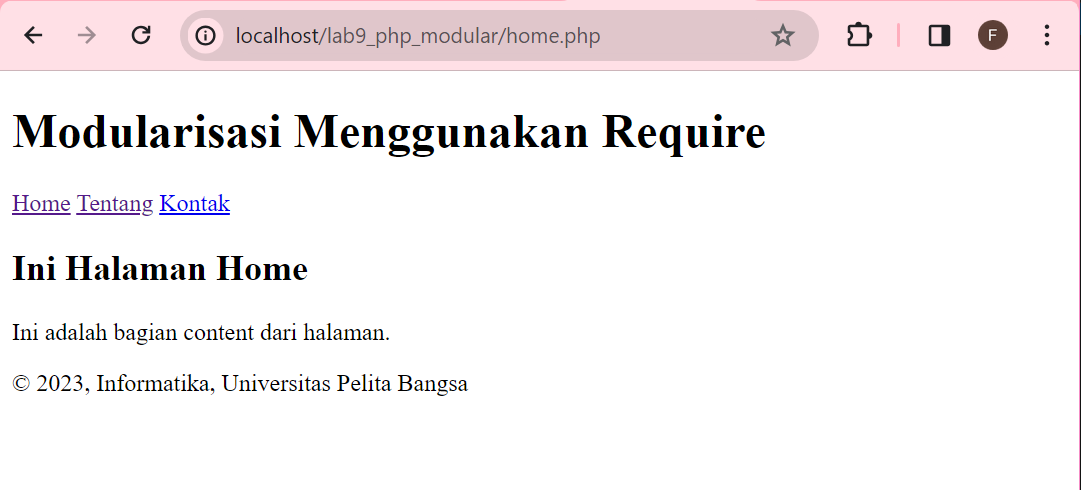 localhost/lab9_php_modular/home.php
F
Modularisasi Menggunakan Require
Home Tentang Kontak
Ini Halaman Home
Ini adalah bagian content dari halaman.
© 2023, Informatika, Universitas Pelita Bangsa